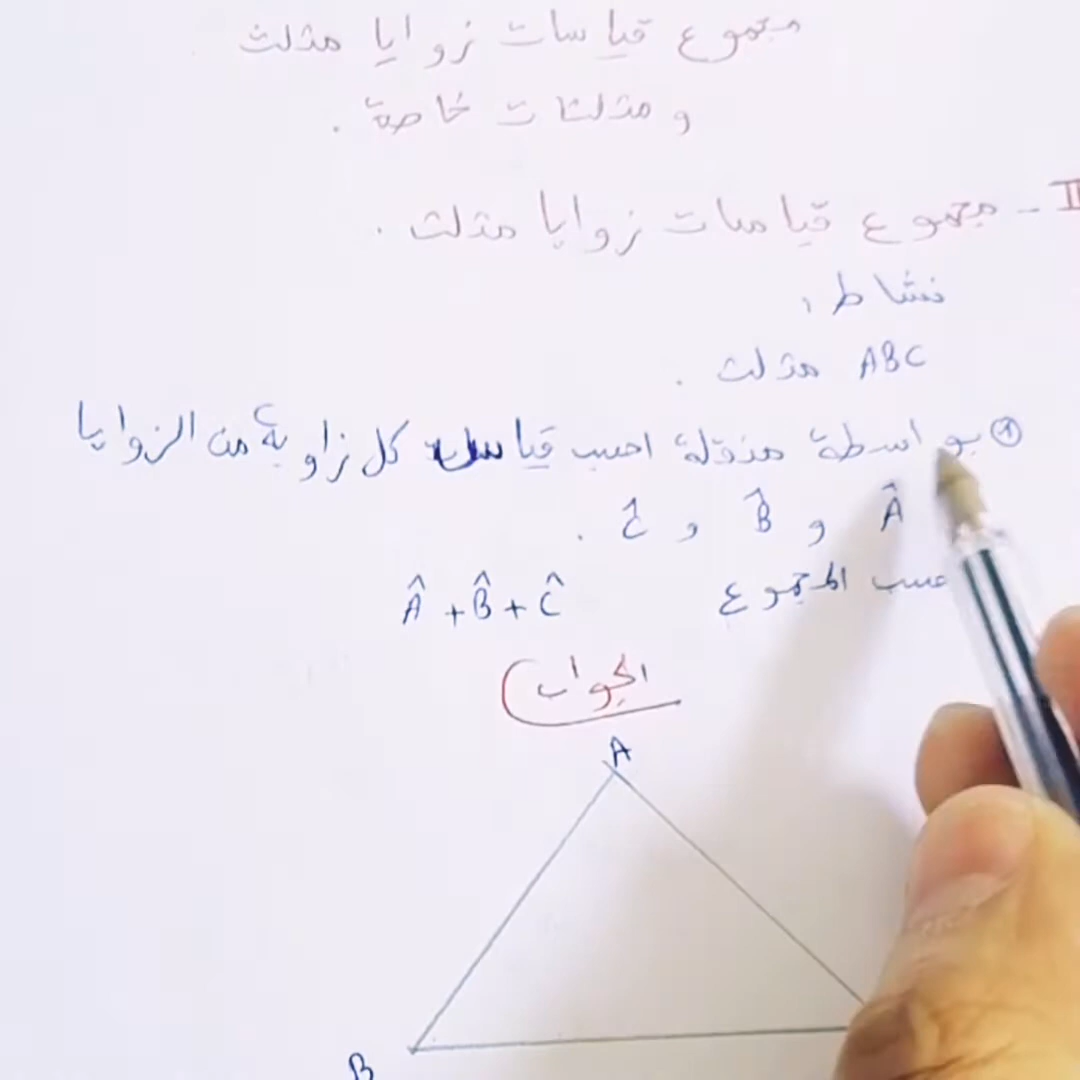 مجموع قياسات زوايا مثلث
و مثلثات خاصة .
II - مجموع قياسات زوايا مثلث .
نشاط 1
ABC مثلث .
① بواسطة منقلة احسب قياس كل زاوية من الزوايا
Â و B̂ و Ĉ .
المجموع Â + B̂ + Ĉ
الجواب
A
B